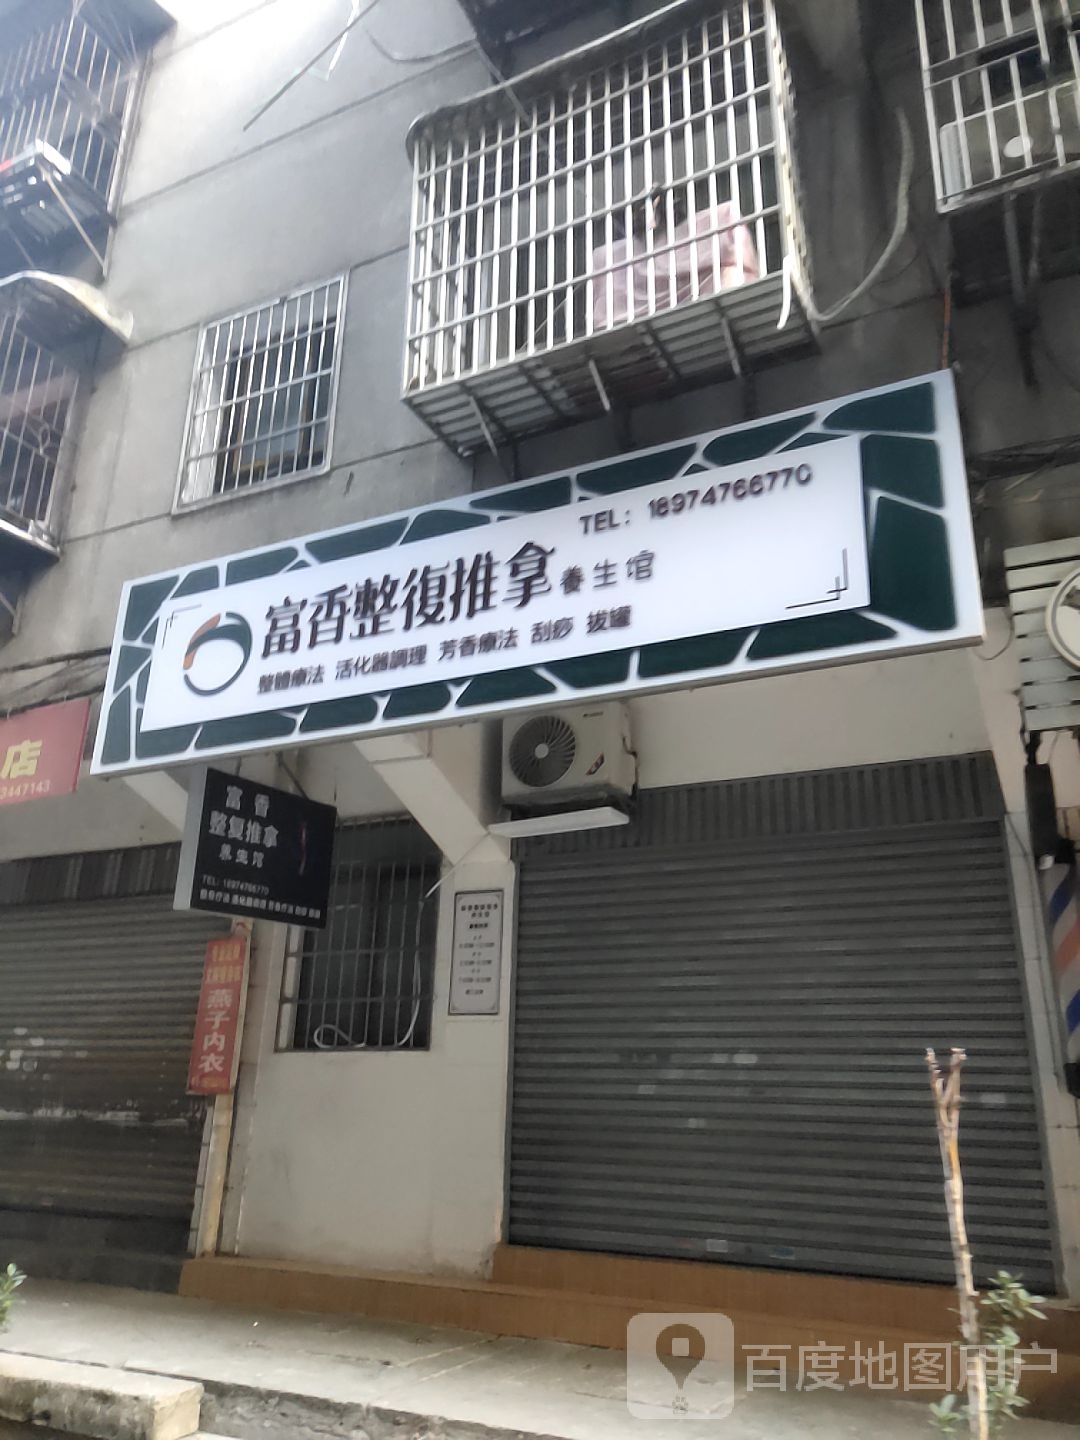 TEL: 18974766770
富香整復推拿 養生馆
整體療法 活化器調理 芳香療法 刮痧 拔罐
店
3447143
富香
整复推拿
养生馆
TEL: 18974766770
燕子内衣
百度地图用户